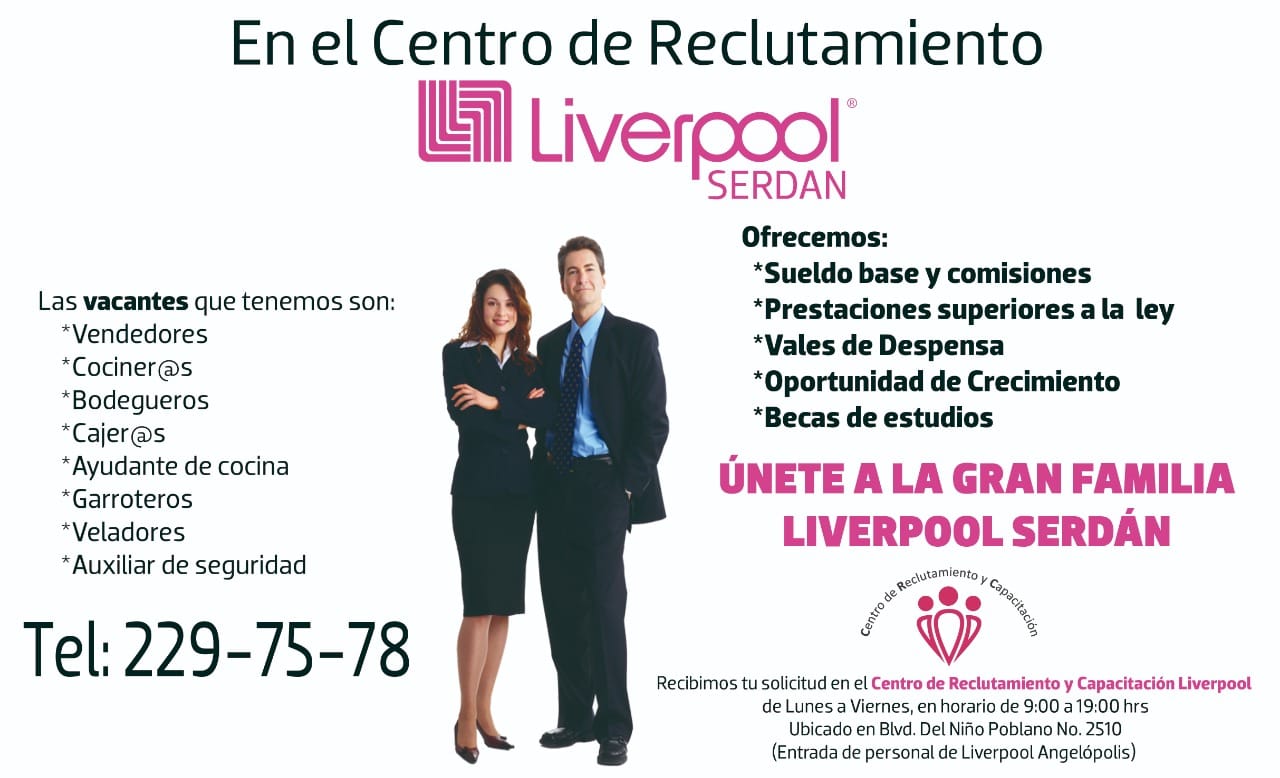 En el Centro de Reclutamiento
Liverpool®
SERDAN
Las vacantes que tenemos son:
*Vendedores
*Cociner@s
*Bodegueros
*Cajer@s
*Ayudante de cocina
*Garroteros
*Veladores
*Auxiliar de seguridad
Tel: 229-75-78
Ofrecemos:
*Sueldo base y comisiones
*Prestaciones superiores a la ley
*Vales de Despensa
*Oportunidad de Crecimiento
*Becas de estudios
ÚNETE A LA GRAN FAMILIA
LIVERPOOL SERDÁN
Centro de Reclutamiento y Capacitación
Recibimos tu solicitud en el Centro de Reclutamiento y Capacitación Liverpool
de Lunes a Viernes, en horario de 9:00 a 19:00 hrs
Ubicado en Blvd. Del Niño Poblano No. 2510
(Entrada de personal de Liverpool Angelópolis)